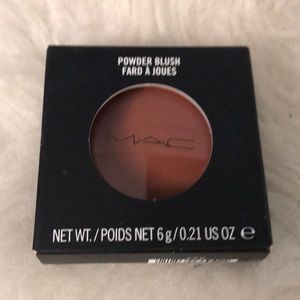 POWDER BLUSH
FARD À JOUES
MAC
NET WT./POIDS NET 6 g/0.21 US OZ ℮